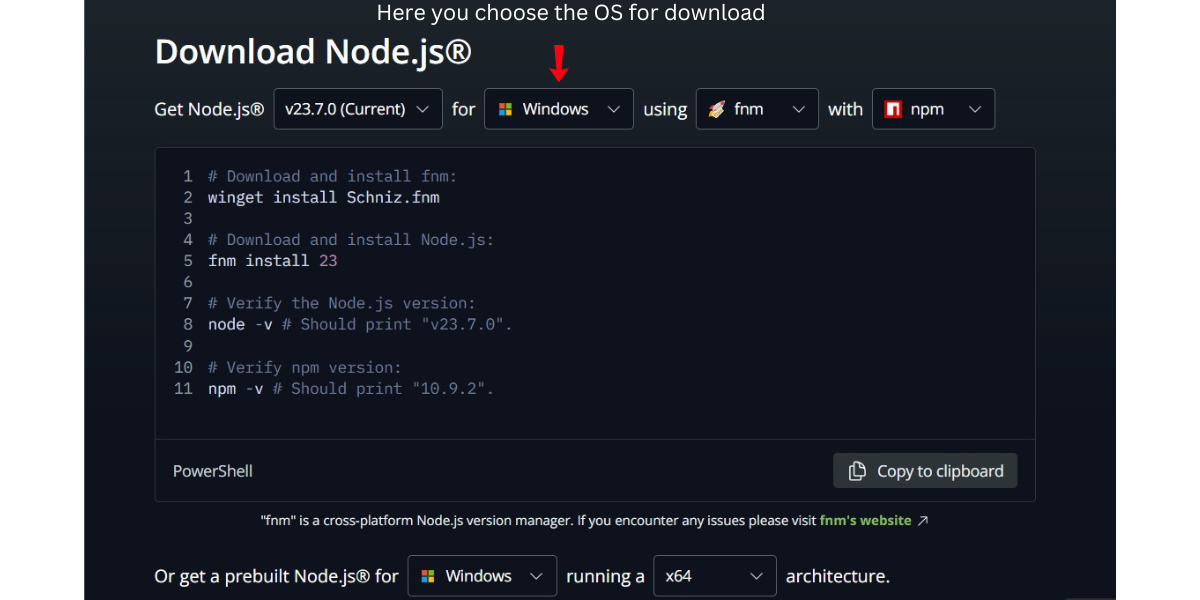 Here you choose the OS for download
Download Node.js®
Get Node.js® v23.7.0 (Current) for Windows using fnm with npm
1 # Download and install fnm:
2 winget install Schniz.fnm
3
4 # Download and install Node.js:
5 fnm install 23
6
7 # Verify the Node.js version:
8 node -v # Should print "v23.7.0".
9
10 # Verify npm version:
11 npm -v # Should print "10.9.2".
PowerShell Copy to clipboard
"fnm" is a cross-platform Node.js version manager. If you encounter any issues please visit fnm's website
Or get a prebuilt Node.js® for Windows running a x64 architecture.